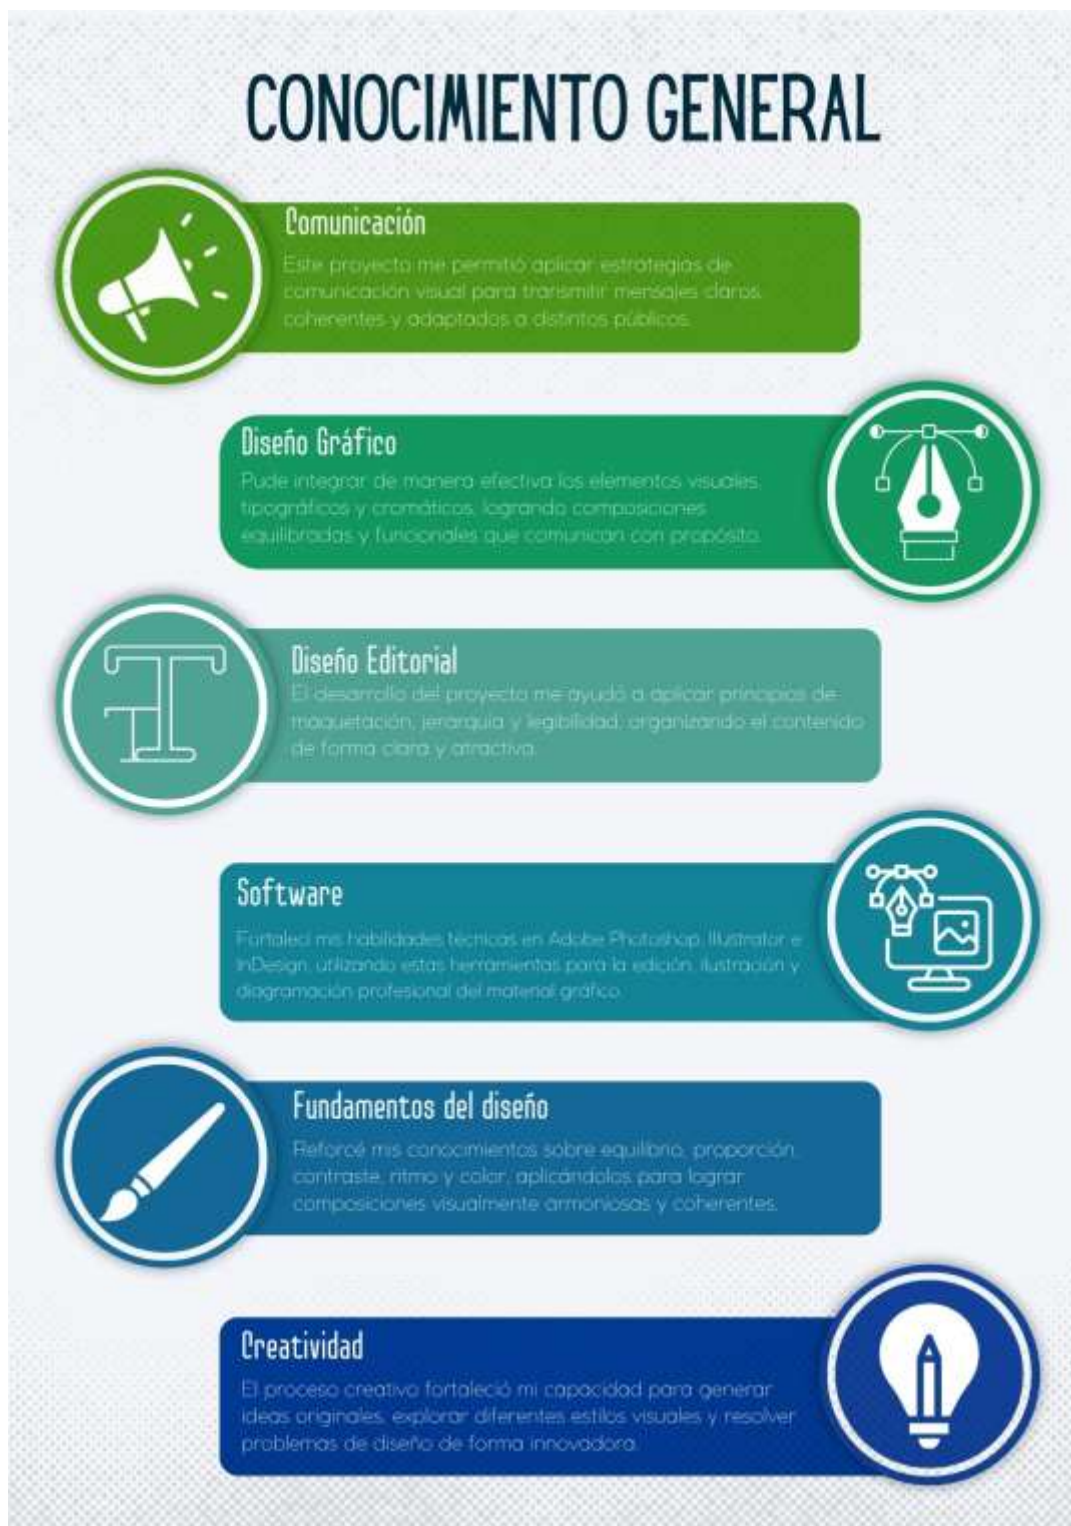 CONOCIMIENTO GENERAL
Comunicación
Este proyecto me permitió aplicar estrategias de
comunicación visual para transmitir mensajes claros,
coherentes y adaptados a distintos públicos.
Diseño Gráfico
Pude integrar de manera efectiva los elementos visuales,
tipográficos y cromáticos, logrando composiciones
equilibradas y funcionales que comunican con propósito.
Diseño Editorial
El desarrollo del proyecto me ayudó a aplicar principios de
maquetación, jerarquía y legibilidad, organizando el contenido
de forma clara y atractiva.
Software
Fortalecí mis habilidades técnicas en Adobe Photoshop, Illustrator e
InDesign, utilizando estas herramientas para la edición, ilustración y
diagramación profesional del material gráfico.
Fundamentos del diseño
Reforcé mis conocimientos sobre equilibrio, proporción,
contraste, ritmo y color, aplicándolos para lograr
composiciones visualmente armoniosas y coherentes.
Creatividad
El proceso creativo fortaleció mi capacidad para generar
ideas originales, explorar diferentes estilos visuales y resolver
problemas de diseño de forma innovadora.